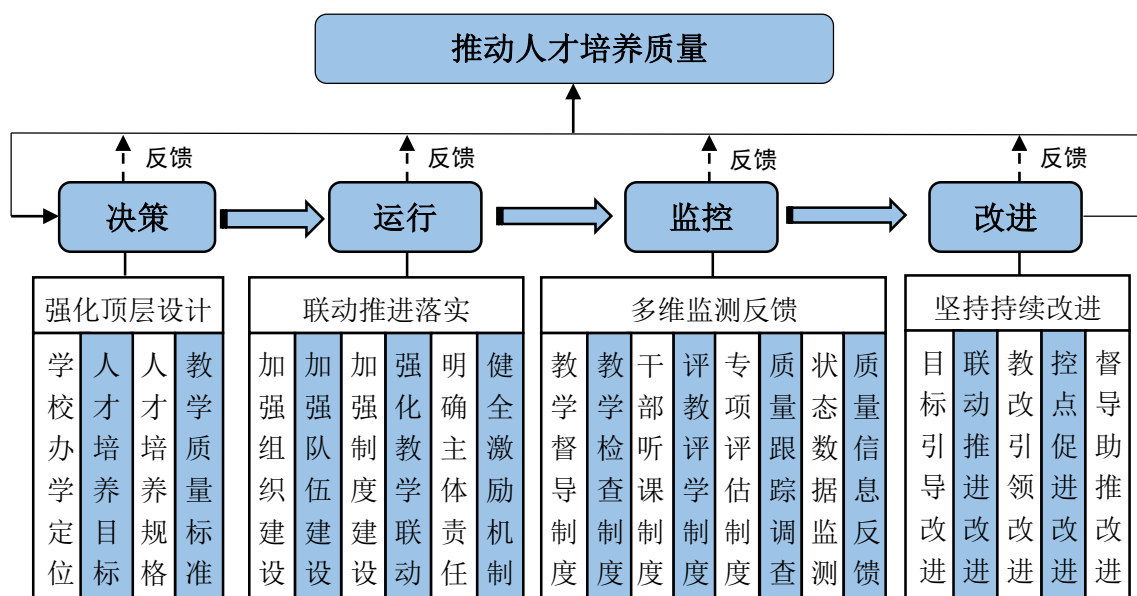 推动人才培养质量
反馈
反馈
反馈
反馈
决策
运行
监控
改进
强化顶层设计
联动推进落实
多维监测反馈
坚持持续改进
学校办学定位
人才培养目标
人才培养规格
教学质量标准
加强组织建设
加强队伍建设
加强制度建设
强化教学联动
明确主体责任
健全激励机制
教学督导制度
教学检查制度
干部听课制度
评教评学制度
专项评估制度
质量跟踪调查
状态数据监测
质量信息反馈
目标引导改进
联动推进改进
教改引领改进
控点促进改进
督导助推改进